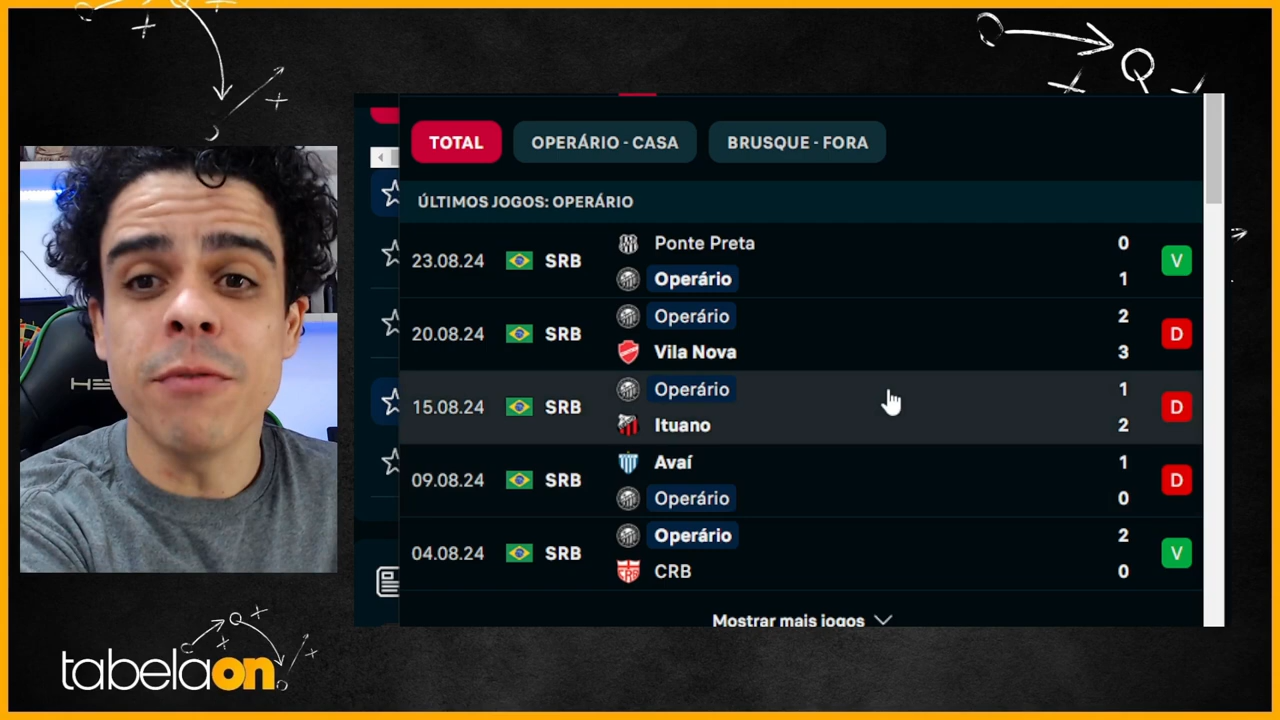 TOTAL
OPERÁRIO - CASA
BRUSQUE - FORA
ÚLTIMOS JOGOS: OPERÁRIO
23.08.24 SRB Ponte Preta 0 V
Operário 1
20.08.24 SRB Operário 2 D
Vila Nova 3
15.08.24 SRB Operário 1 D
Ituano 2
09.08.24 SRB Avaí 1 D
Operário 0
04.08.24 SRB Operário 2 V
CRB 0
Mostrar mais jogos
tabelaon